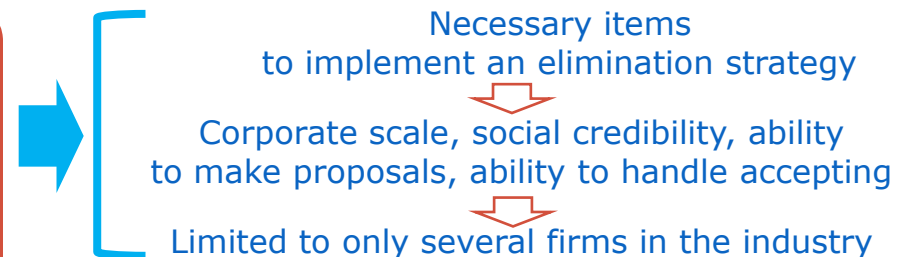 Necessary items
to implement an elimination strategy
Corporate scale, social credibility, ability
to make proposals, ability to handle accepting
Limited to only several firms in the industry